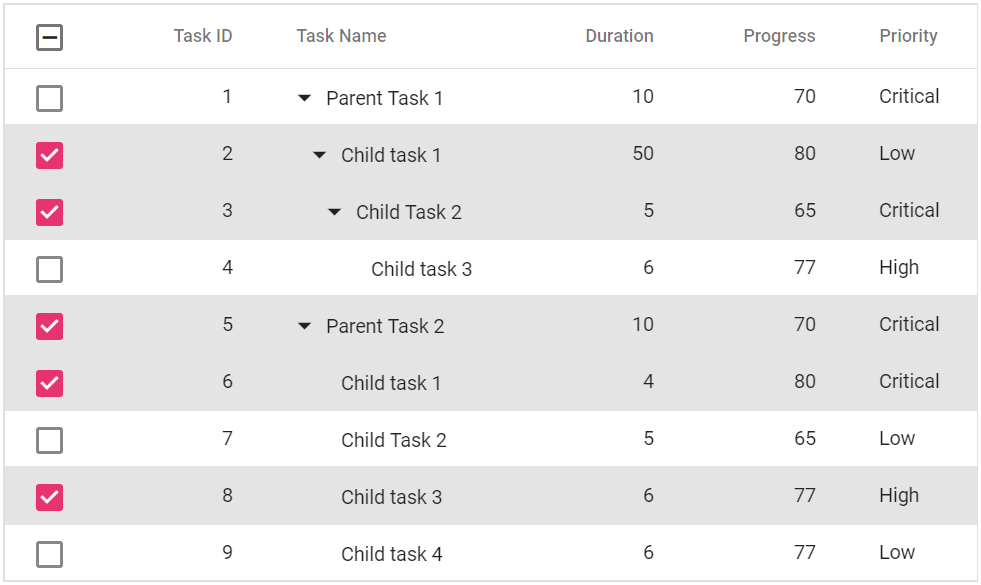 Task ID Task Name Duration Progress Priority
1 Parent Task 1 10 70 Critical
2 Child task 1 50 80 Low
3 Child Task 2 5 65 Critical
4 Child task 3 6 77 High
5 Parent Task 2 10 70 Critical
6 Child task 1 4 80 Critical
7 Child Task 2 5 65 Low
8 Child task 3 6 77 High
9 Child task 4 6 77 Low